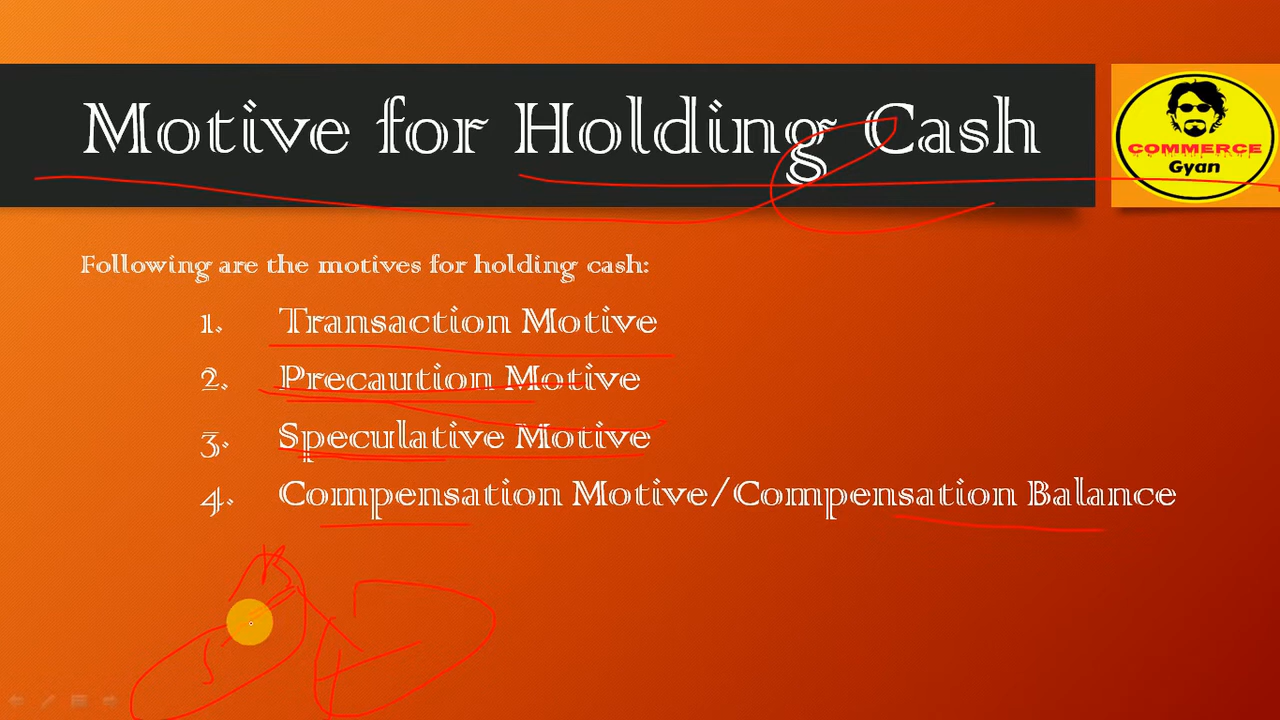 Motive for Holding Cash
COMMERCE
Gyan
Following are the motives for holding cash:
1. Transaction Motive
2. Precaution Motive
3. Speculative Motive
4. Compensation Motive/Compensation Balance